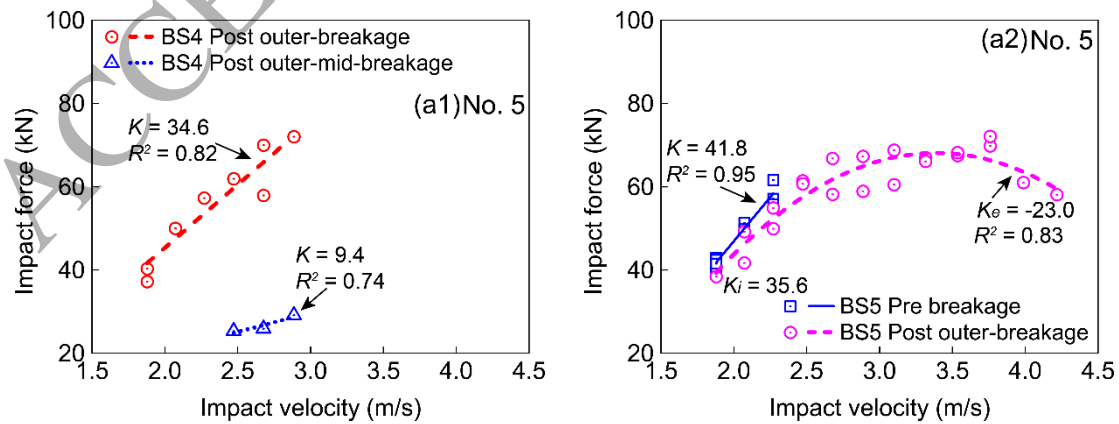 ACCE
100
80
60
40
20
Impact force (kN)
BS4 Post outer-breakage
BS4 Post outer-mid-breakage
(a1)No. 5
K = 34.6
R² = 0.82
K = 9.4
R² = 0.74
1.5 2.0 2.5 3.0 3.5 4.0 4.5
Impact velocity (m/s)
100
80
60
40
20
Impact force (kN)
(a2)No. 5
K = 41.8
R² = 0.95
Kₑ = -23.0
R² = 0.83
Kᵢ = 35.6
BS5 Pre breakage
BS5 Post outer-breakage
1.5 2.0 2.5 3.0 3.5 4.0 4.5
Impact velocity (m/s)